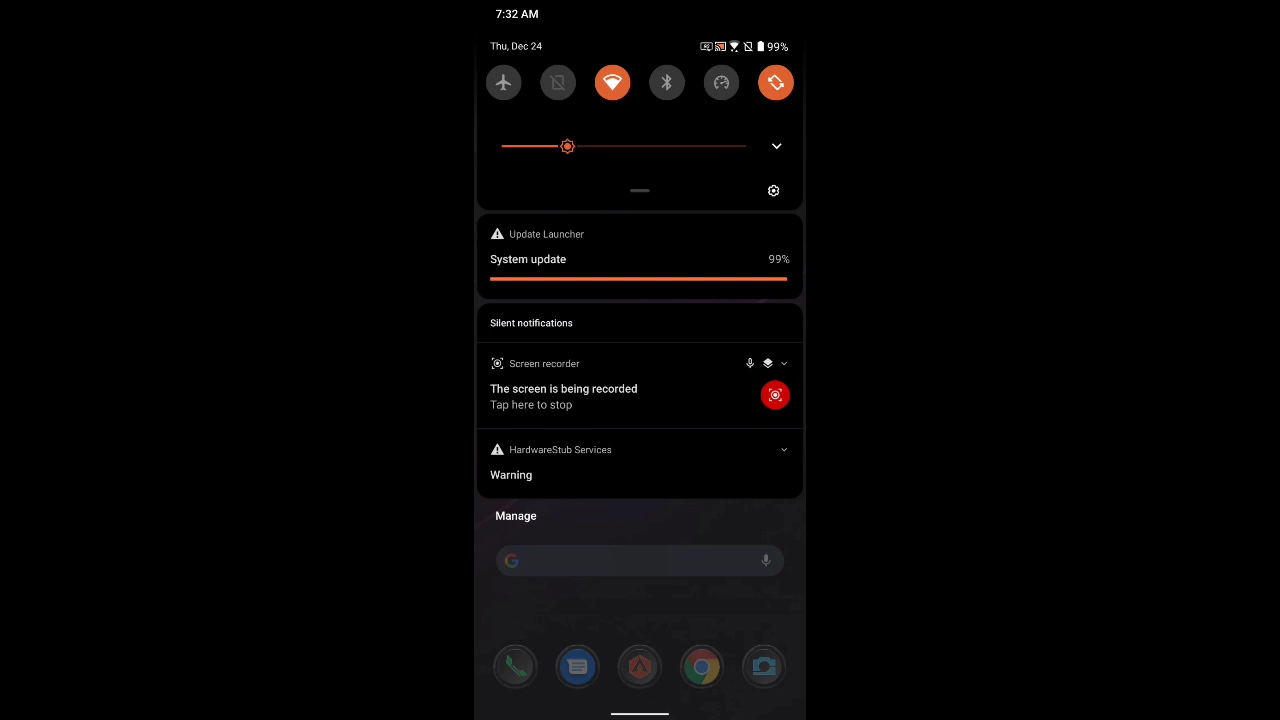 7:32 AM
Thu, Dec 24
99%
Update Launcher
System update
99%
Silent notifications
Screen recorder
The screen is being recorded
Tap here to stop
HardwareStub Services
Warning
Manage